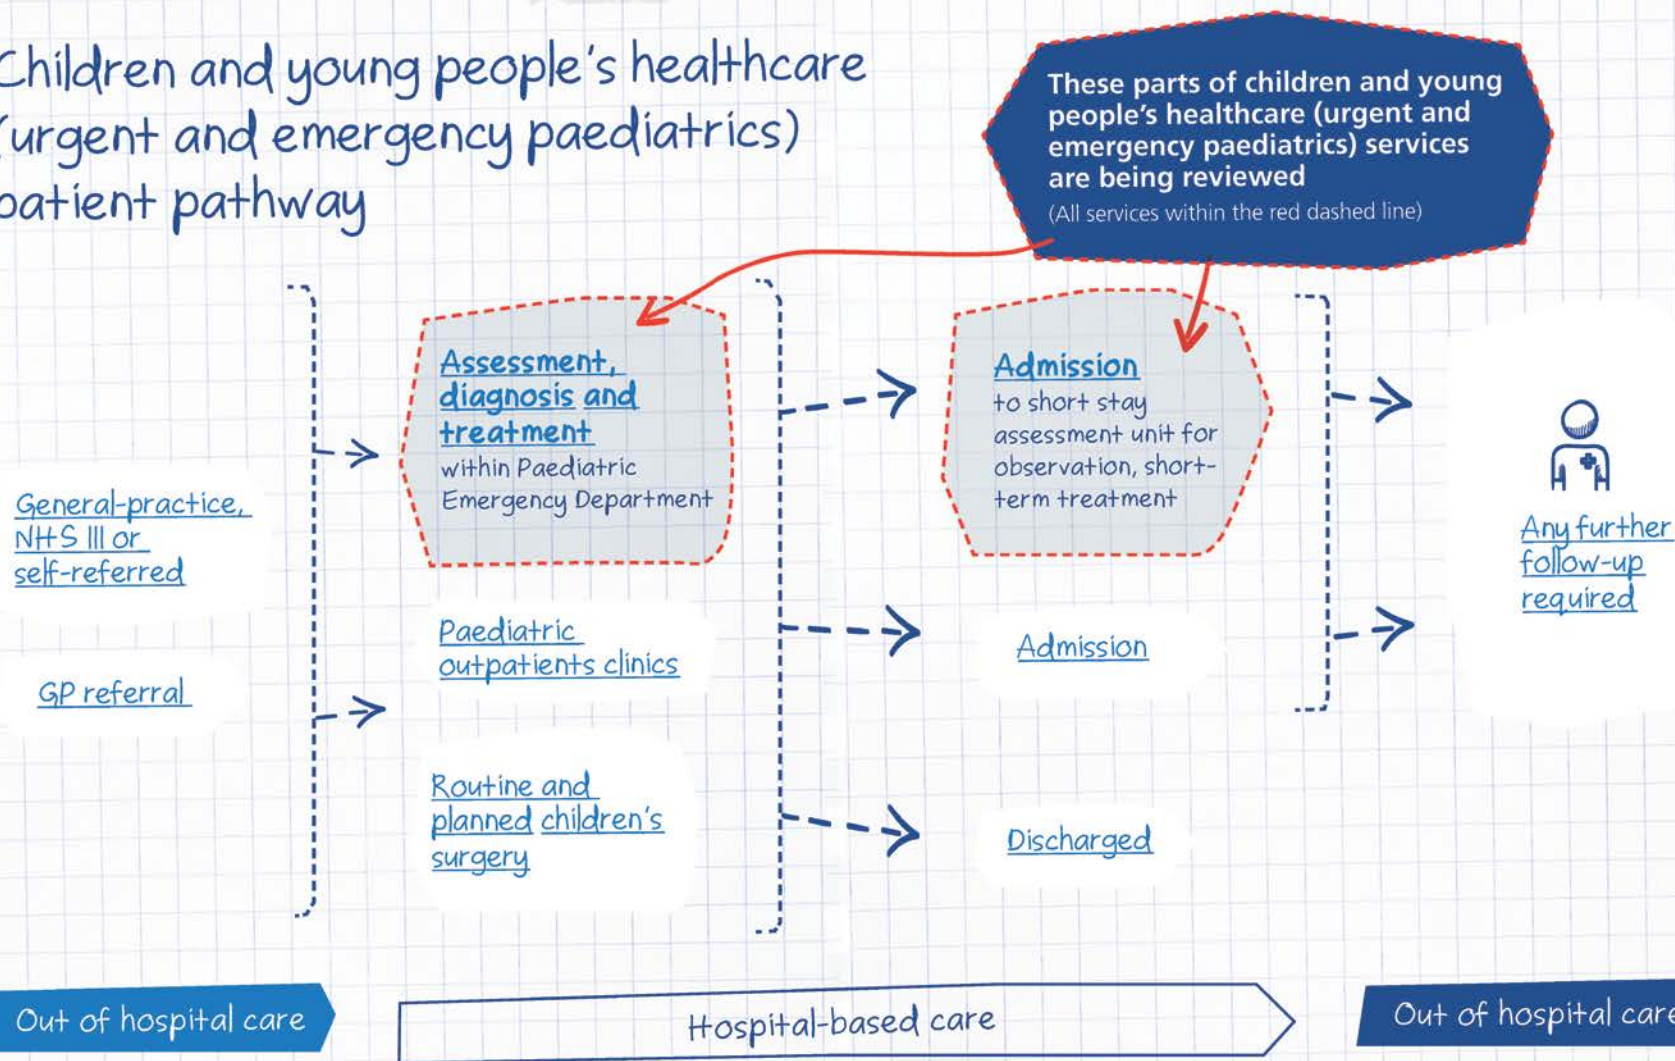 Children and young people's healthcare
(urgent and emergency paediatrics)
patient pathway
These parts of children and young
people's healthcare (urgent and
emergency paediatrics) services
are being reviewed
(All services within the red dashed line)
General-practice,
NHS 111 or
self-referred
GP referral
Assessment,
diagnosis and
treatment
within Paediatric
Emergency Department
Paediatric
outpatients clinics
Routine and
planned children's
surgery
Admission
to short stay
assessment unit for
observation, short-
term treatment
Admission
Discharged
Any further
follow-up
required
Out of hospital care
Hospital-based care
Out of hospital care